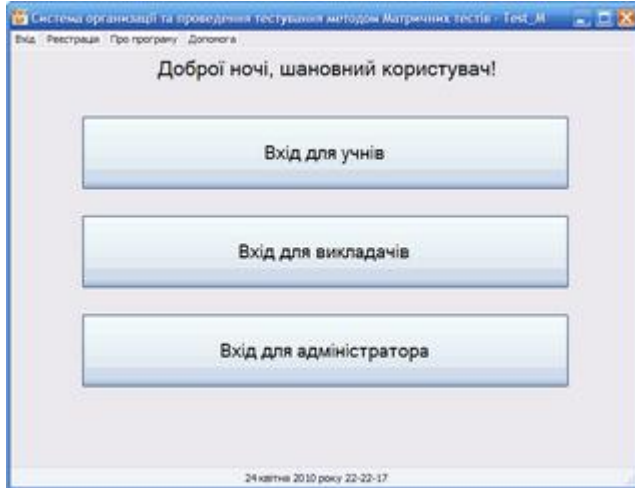 Система організації та проведення тестування методом Матричних тестів - Test_M
Вхід Реєстрація Про програму Допомога
Доброї ночі, шановний користувач!
Вхід для учнів
Вхід для викладачів
Вхід для адміністратора
24 квітня 2010 року 22-22-17